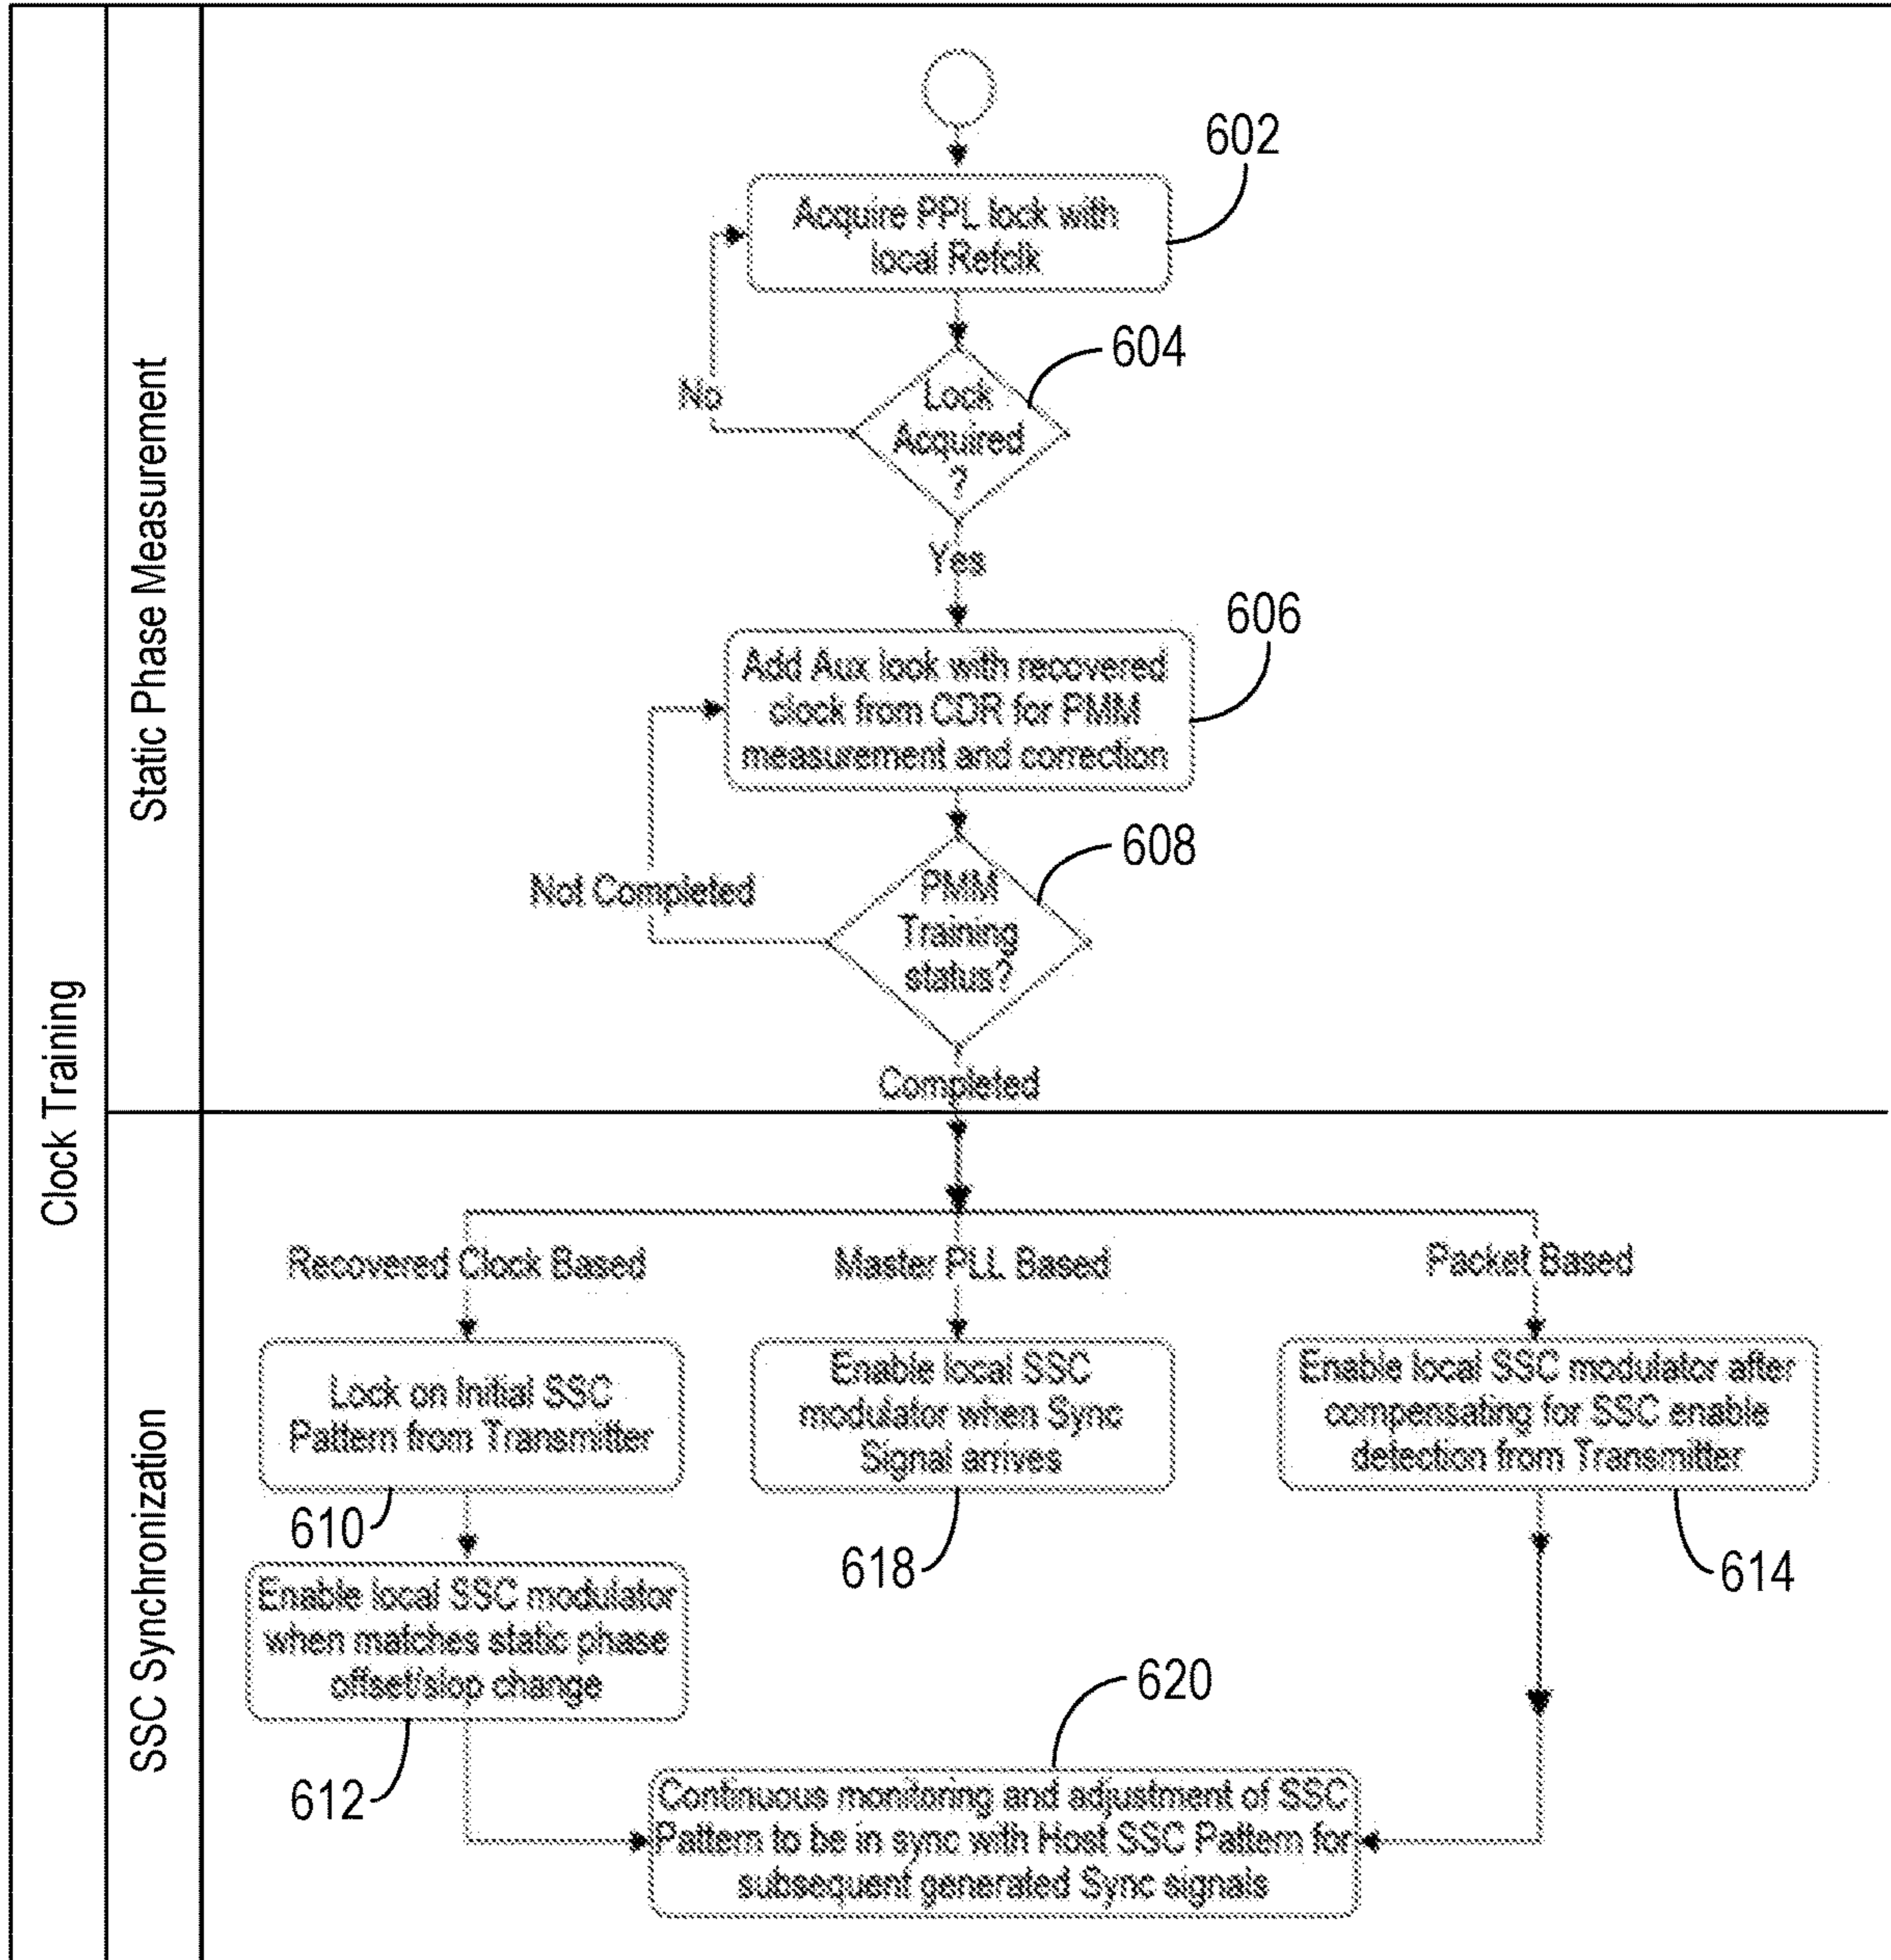 Clock Training
Static Phase Measurement
SSC Synchronization
Acquire PPL lock with
local Refclk
602
Lock
Acquired
?
604
No
Yes
Add Aux look with recovered
clock from CDR for PMM
measurement and correction
606
PMM
Training
status?
608
Not Completed
Completed
Recovered Clock Based
Master PLL Based
Packet Based
Lock on Initial SSC
Pattern from Transmitter
610
Enable local SSC
modulator when Sync
Signal arrives
618
Enable local SSC modulator after
compensating for SSC enable
detection from Transmitter
614
Enable local SSC modulator
when matches static phase
offset/slop change
612
620
Continuous monitoring and adjustment of SSC
Pattern to be in sync with Host SSC Pattern for
subsequent generated Sync signals